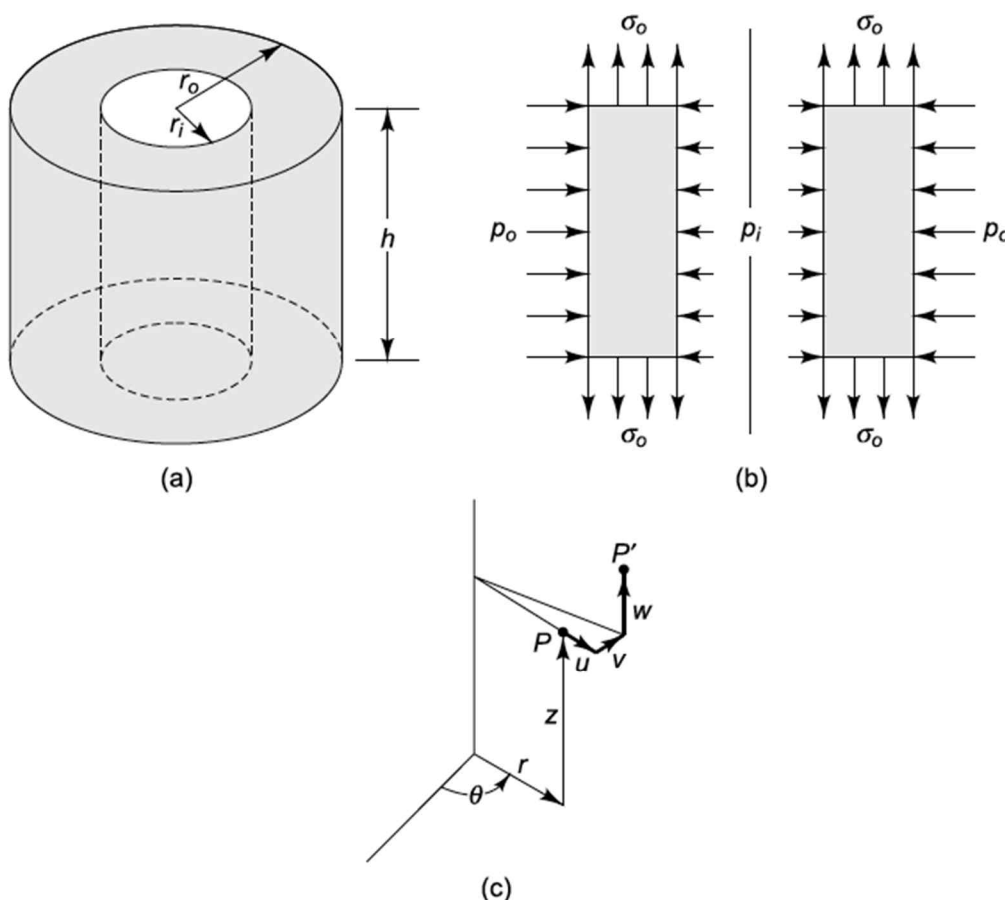 r_o
r_i
h
(a)
σ_o σ_o
p_o p_i p_o
σ_o σ_o
(b)
P′
P w
u v
z
r
θ
(c)